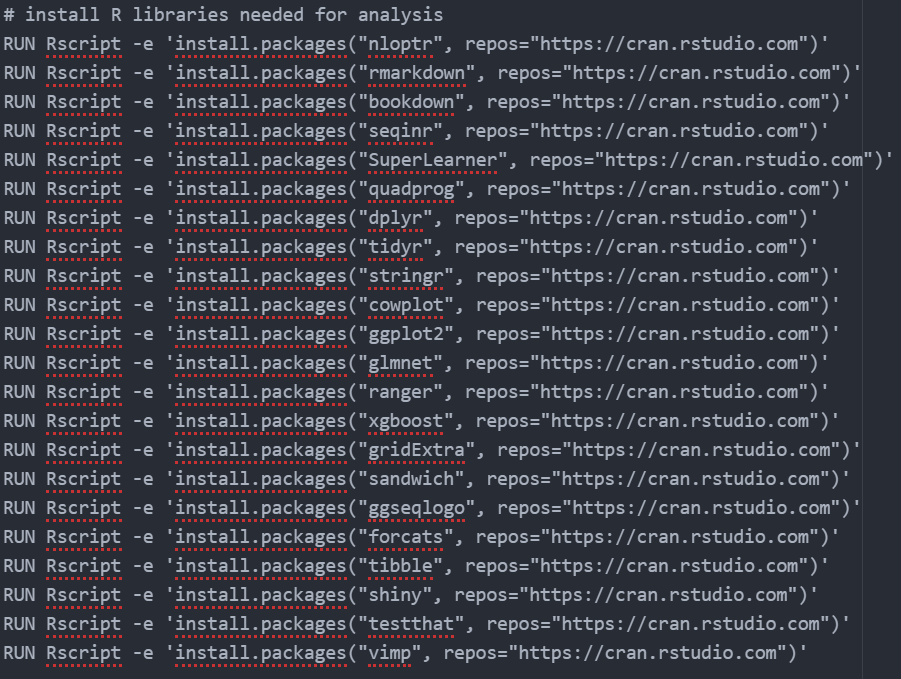 # install R libraries needed for analysis
RUN Rscript -e 'install.packages("nloptr", repos="https://cran.rstudio.com")'
RUN Rscript -e 'install.packages("rmarkdown", repos="https://cran.rstudio.com")'
RUN Rscript -e 'install.packages("bookdown", repos="https://cran.rstudio.com")'
RUN Rscript -e 'install.packages("seqinr", repos="https://cran.rstudio.com")'
RUN Rscript -e 'install.packages("SuperLearner", repos="https://cran.rstudio.com")'
RUN Rscript -e 'install.packages("quadprog", repos="https://cran.rstudio.com")'
RUN Rscript -e 'install.packages("dplyr", repos="https://cran.rstudio.com")'
RUN Rscript -e 'install.packages("tidyr", repos="https://cran.rstudio.com")'
RUN Rscript -e 'install.packages("stringr", repos="https://cran.rstudio.com")'
RUN Rscript -e 'install.packages("cowplot", repos="https://cran.rstudio.com")'
RUN Rscript -e 'install.packages("ggplot2", repos="https://cran.rstudio.com")'
RUN Rscript -e 'install.packages("glmnet", repos="https://cran.rstudio.com")'
RUN Rscript -e 'install.packages("ranger", repos="https://cran.rstudio.com")'
RUN Rscript -e 'install.packages("xgboost", repos="https://cran.rstudio.com")'
RUN Rscript -e 'install.packages("gridExtra", repos="https://cran.rstudio.com")'
RUN Rscript -e 'install.packages("sandwich", repos="https://cran.rstudio.com")'
RUN Rscript -e 'install.packages("ggseqlogo", repos="https://cran.rstudio.com")'
RUN Rscript -e 'install.packages("forcats", repos="https://cran.rstudio.com")'
RUN Rscript -e 'install.packages("tibble", repos="https://cran.rstudio.com")'
RUN Rscript -e 'install.packages("shiny", repos="https://cran.rstudio.com")'
RUN Rscript -e 'install.packages("testthat", repos="https://cran.rstudio.com")'
RUN Rscript -e 'install.packages("vimp", repos="https://cran.rstudio.com")'